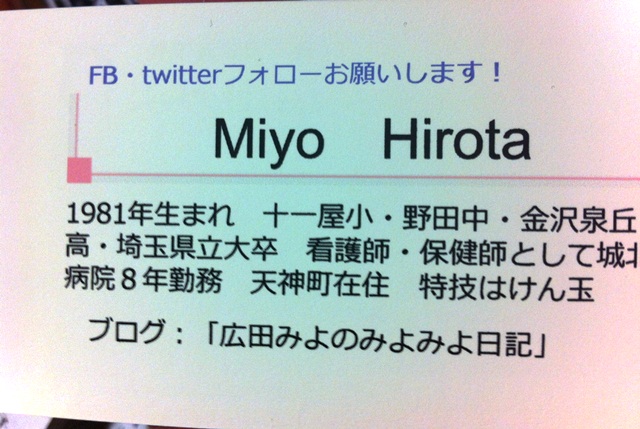 FB・twitterフォローお願いします！
Miyo Hirota
1981年生まれ 十一屋小・野田中・金沢泉丘
高・埼玉県立大卒 看護師・保健師として城北
病院８年勤務 天神町在住 特技はけん玉
ブログ：「広田みよのみよみよ日記」